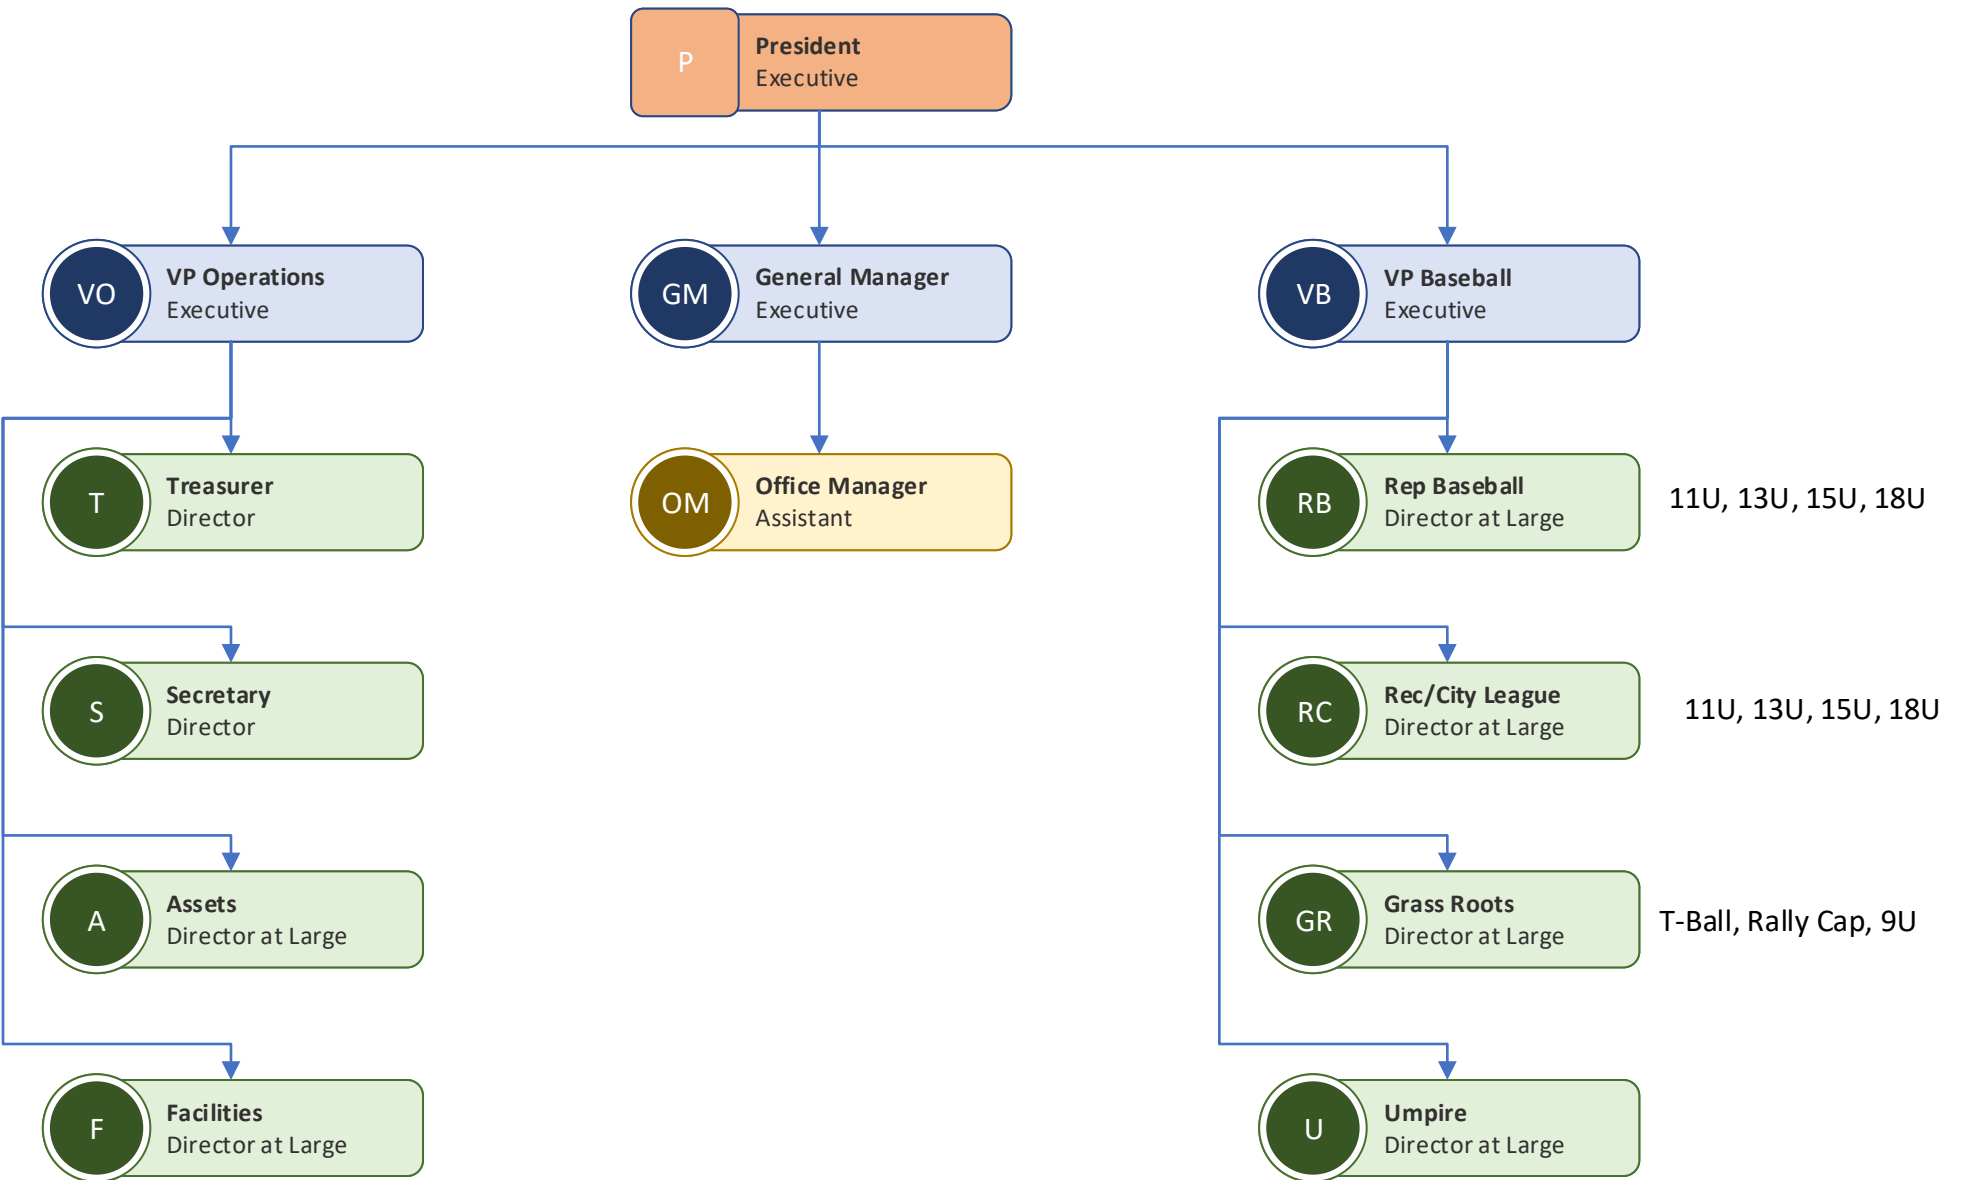 P
President
Executive
VO
VP Operations
Executive
GM
General Manager
Executive
VB
VP Baseball
Executive
T
Treasurer
Director
OM
Office Manager
Assistant
RB
Rep Baseball
Director at Large
11U, 13U, 15U, 18U
S
Secretary
Director
RC
Rec/City League
Director at Large
11U, 13U, 15U, 18U
A
Assets
Director at Large
GR
Grass Roots
Director at Large
T-Ball, Rally Cap, 9U
F
Facilities
Director at Large
U
Umpire
Director at Large